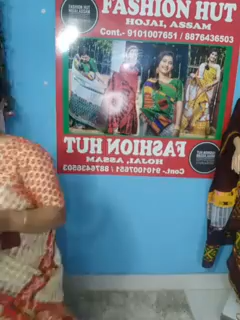 FASHION HUT
HOJAI, ASSAM
Cont.- 9101007651 / 8876436503
FASHION HUT
HOJAI, ASSAM
Cont.- 9101007651 / 8876436503